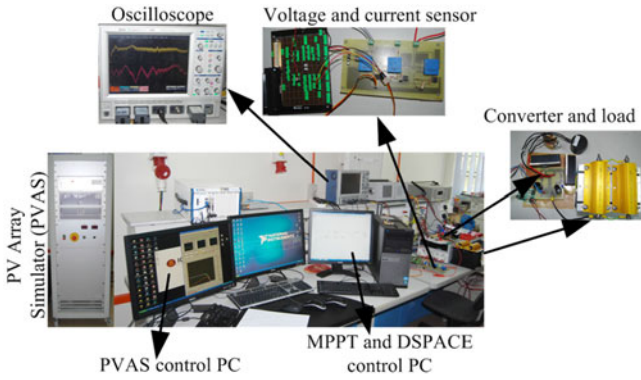 Oscilloscope
Voltage and current sensor
Converter and load
PV Array
Simulator (PVAS)
PVAS control PC
MPPT and DSPACE
control PC